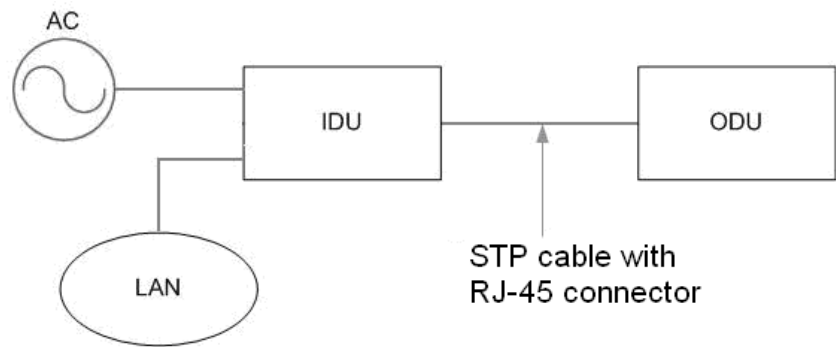 AC
IDU
ODU
LAN
STP cable with
RJ-45 connector